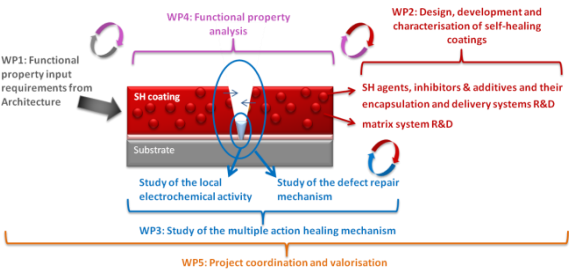 WP4: Functional property
analysis
WP2: Design, development and
characterisation of self-healing
coatings
WP1: Functional
property input
requirements from
Architecture
SH coating
SH agents, inhibitors & additives and their
encapsulation and delivery systems R&D
matrix system R&D
Substrate
Study of the local
electrochemical activity
Study of the defect repair
mechanism
WP3: Study of the multiple action healing mechanism
WP5: Project coordination and valorisation